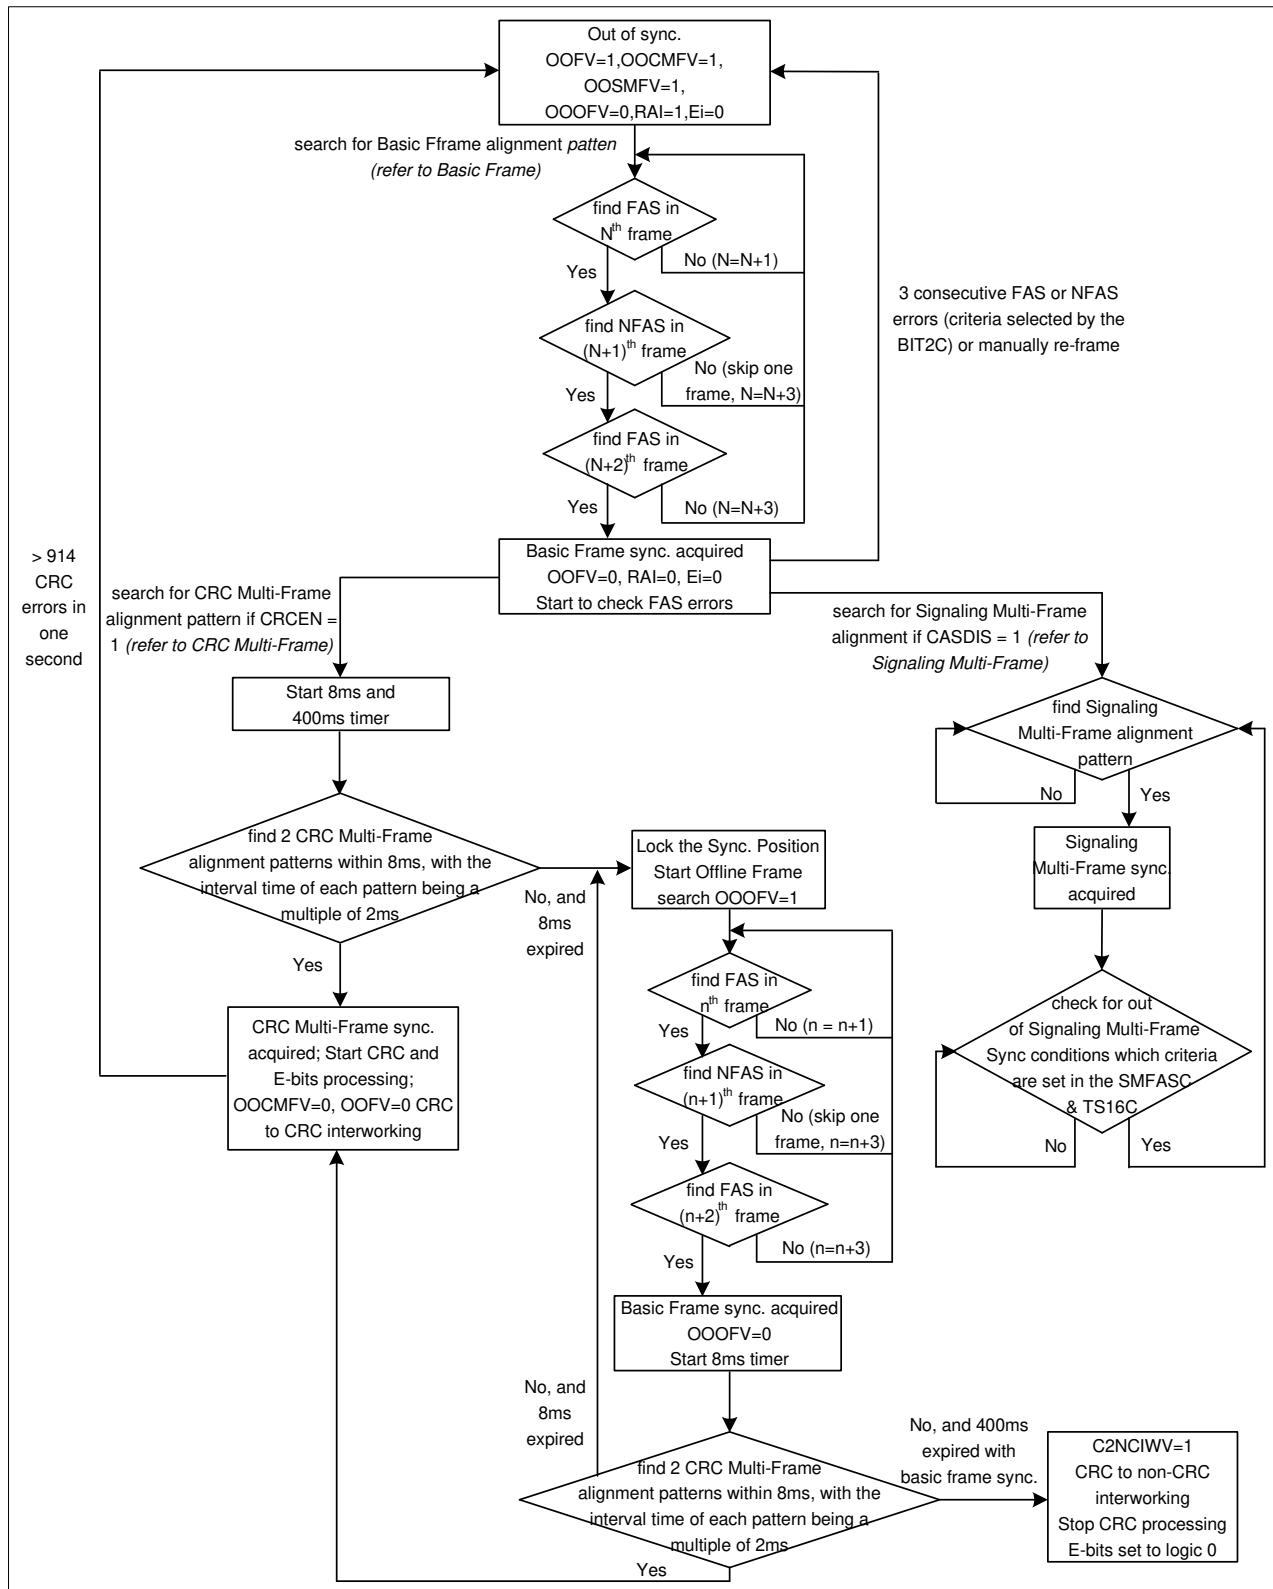 Out of sync.
OOFV=1,OOCMFV=1,
OOSMFV=1,
OOOFV=0,RAI=1,Ei=0
search for Basic Fframe alignment patten
(refer to Basic Frame)
find FAS in
Nth frame
No (N=N+1)
Yes
find NFAS in
(N+1)th frame
No (skip one
frame, N=N+3)
Yes
find FAS in
(N+2)th frame
No (N=N+3)
Yes
3 consecutive FAS or NFAS
errors (criteria selected by the
BIT2C) or manually re-frame
Basic Frame sync. acquired
OOFV=0, RAI=0, Ei=0
Start to check FAS errors
> 914
CRC
errors in
one
second
search for CRC Multi-Frame
alignment pattern if CRCEN =
1 (refer to CRC Multi-Frame)
search for Signaling Multi-Frame
alignment if CASDIS = 1 (refer to
Signaling Multi-Frame)
Start 8ms and
400ms timer
find Signaling
Multi-Frame alignment
pattern
No
Yes
find 2 CRC Multi-Frame
alignment patterns within 8ms, with the
interval time of each pattern being a
multiple of 2ms
No, and
8ms
expired
Yes
Lock the Sync. Position
Start Offline Frame
search OOOFV=1
Signaling
Multi-Frame sync.
acquired
find FAS in
nth frame
No (n = n+1)
Yes
CRC Multi-Frame sync.
acquired; Start CRC and
E-bits processing;
OOCMFV=0, OOFV=0 CRC
to CRC interworking
check for out
of Signaling Multi-Frame
Sync conditions which criteria
are set in the SMFASC
& TS16C
No
Yes
find NFAS in
(n+1)th frame
No (skip one
frame, n=n+3)
Yes
find FAS in
(n+2)th frame
No (n=n+3)
Yes
Basic Frame sync. acquired
OOOFV=0
Start 8ms timer
No, and
8ms
expired
find 2 CRC Multi-Frame
alignment patterns within 8ms, with the
interval time of each pattern being a
multiple of 2ms
Yes
No, and 400ms
expired with
basic frame sync.
C2NCIWV=1
CRC to non-CRC
interworking
Stop CRC processing
E-bits set to logic 0